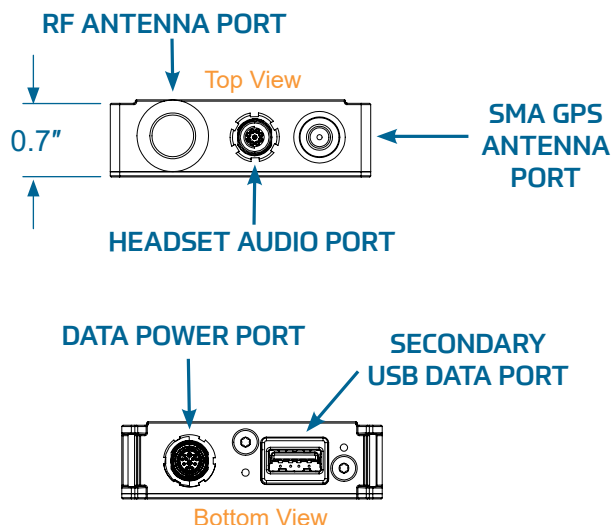 RF ANTENNA PORT
Top View
0.7″
SMA GPS
ANTENNA
PORT
HEADSET AUDIO PORT
DATA POWER PORT
SECONDARY
USB DATA PORT
Bottom View